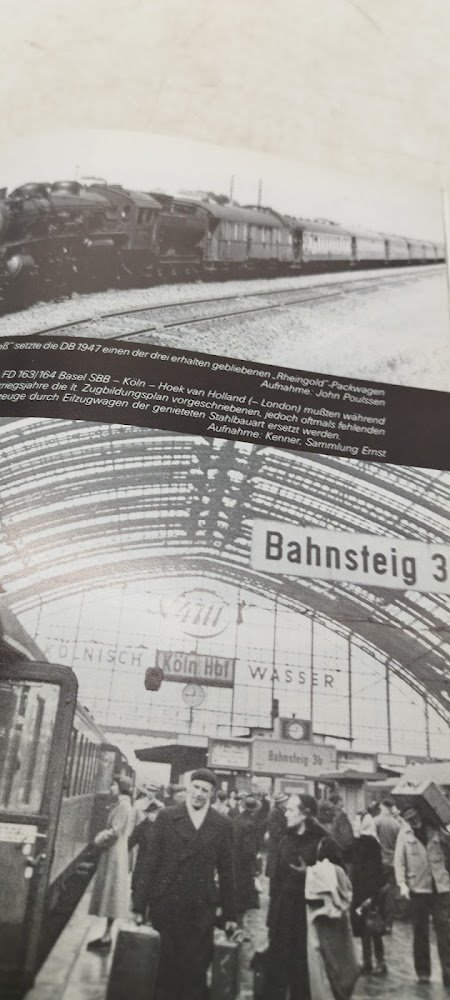 setzte die DB 1947 einen der drei erhalten gebliebenen „Rheingold"-Packwagen
Aufnahme: John Poulssen
FD 163/164 Basel SBB – Köln – Hoek van Holland (– London) mußten während
riegsjahre die lt. Zugbildungsplan vorgeschriebenen, jedoch oftmals fehlenden
euge durch Eilzugwagen der genieteten Stahlbauart ersetzt werden.
Aufnahme: Kenner, Sammlung Ernst
Bahnsteig 3
4711
KÖLNISCH Köln Hbf WASSER
Bahnsteig 3b